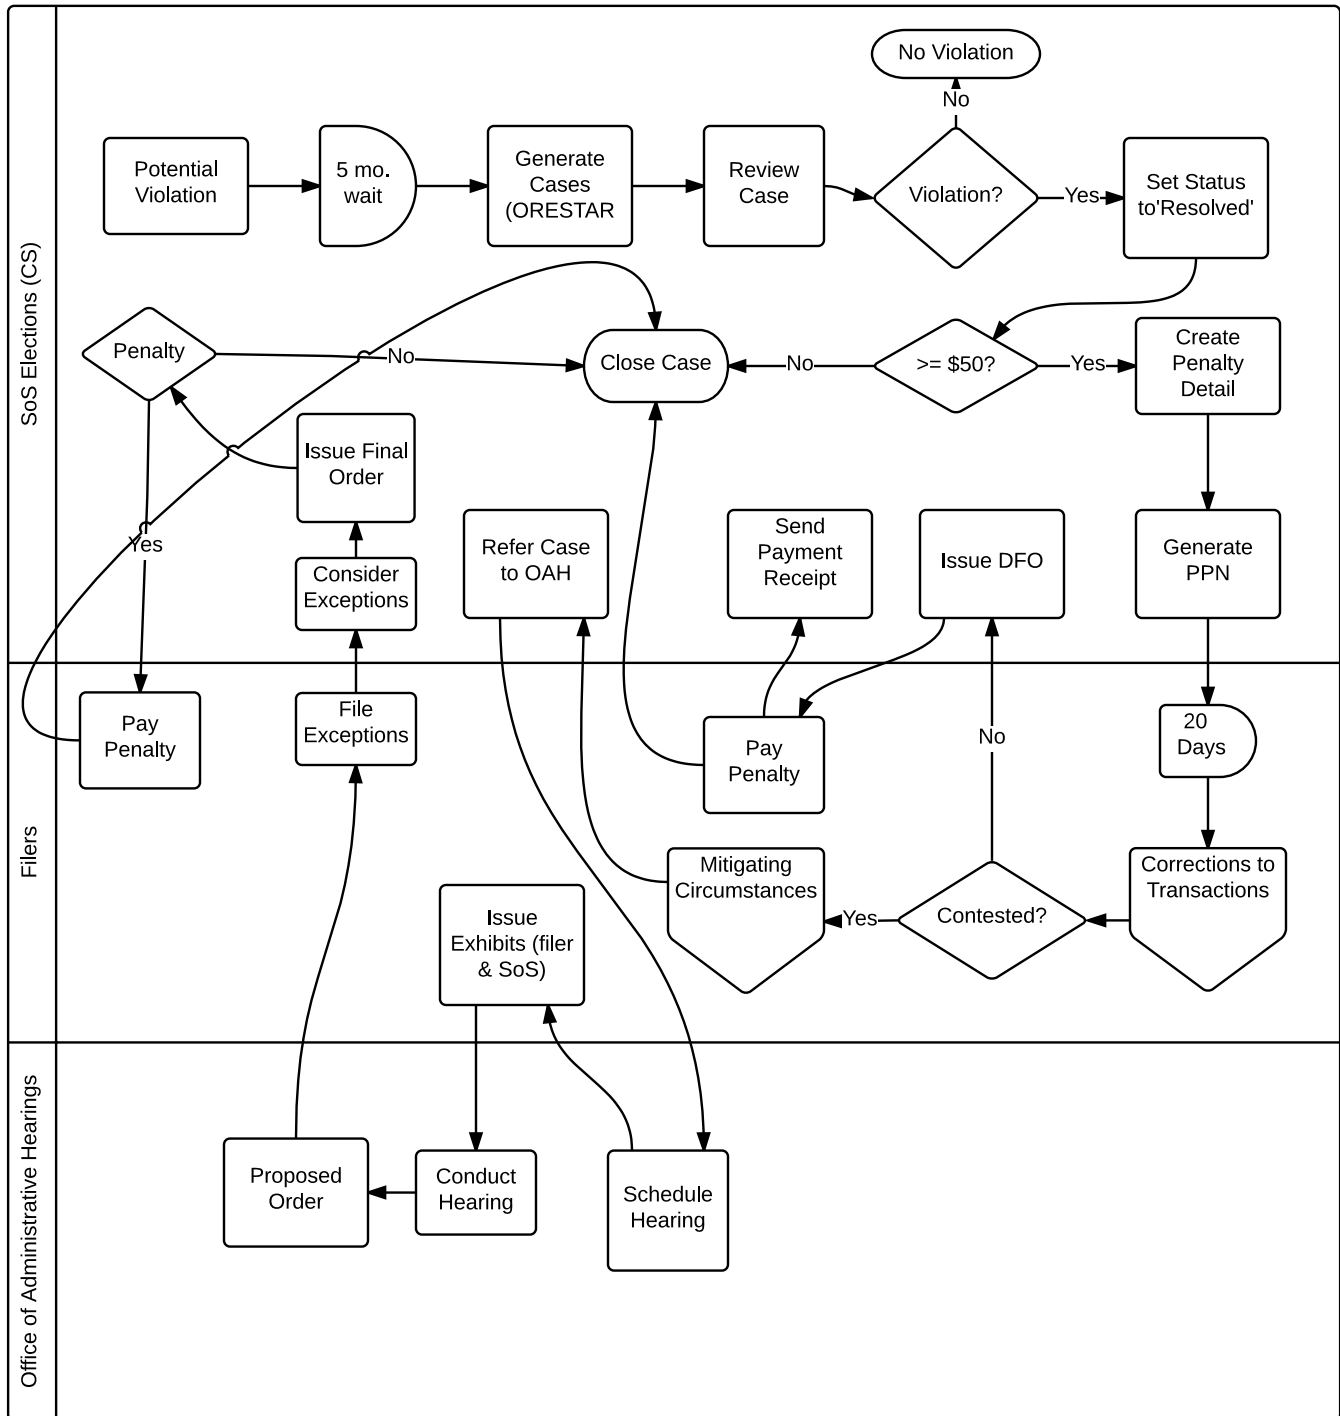 SoS Elections (CS)
No Violation
No
Potential
Violation
5 mo.
wait
Generate
Cases
(ORESTAR
Review
Case
Violation?
Yes
Set Status
to'Resolved'
Penalty
No
Close Case
No
>= $50?
Yes
Create
Penalty
Detail
Issue Final
Order
Yes
Consider
Exceptions
Refer Case
to OAH
Send
Payment
Receipt
Issue DFO
Generate
PPN
Filers
Pay
Penalty
File
Exceptions
Pay
Penalty
No
20
Days
Issue
Exhibits (filer
& SoS)
Mitigating
Circumstances
Yes
Contested?
Corrections to
Transactions
Office of Administrative Hearings
Proposed
Order
Conduct
Hearing
Schedule
Hearing